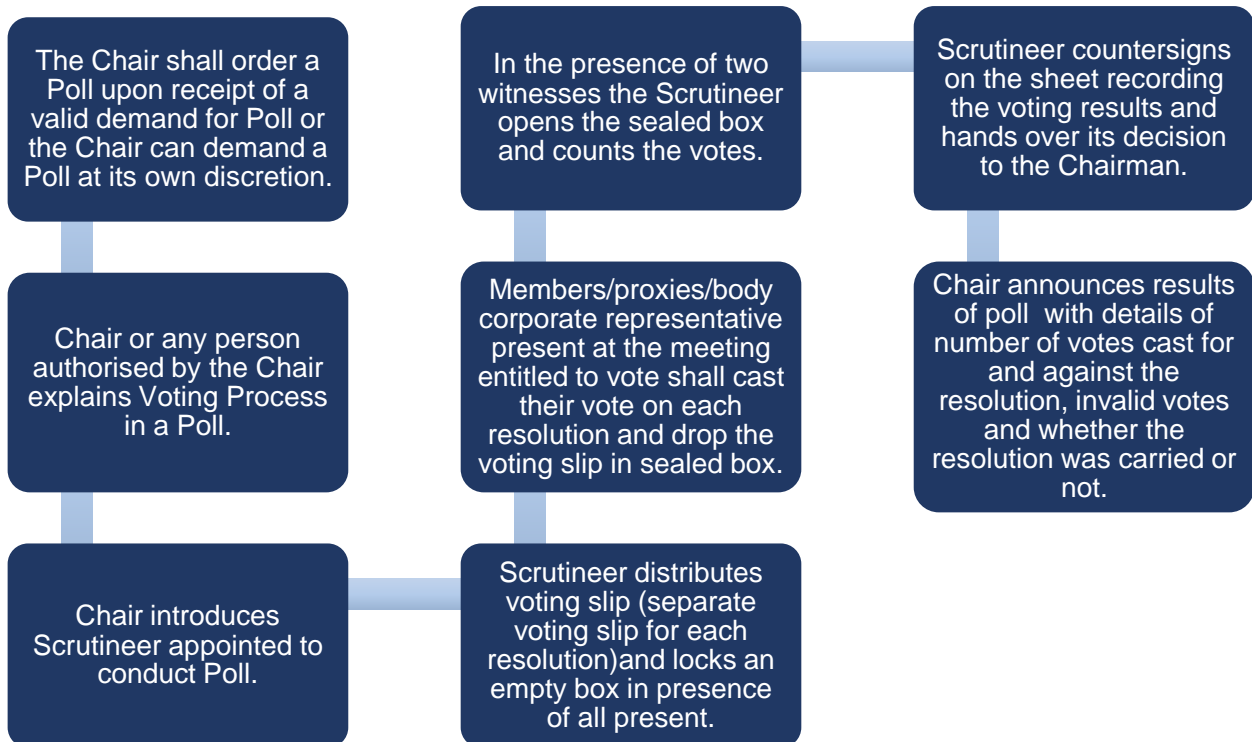 The Chair shall order a
Poll upon receipt of a
valid demand for Poll or
the Chair can demand a
Poll at its own discretion.
Chair or any person
authorised by the Chair
explains Voting Process
in a Poll.
Chair introduces
Scrutineer appointed to
conduct Poll.
Scrutineer distributes
voting slip (separate
voting slip for each
resolution)and locks an
empty box in presence
of all present.
Members/proxies/body
corporate representative
present at the meeting
entitled to vote shall cast
their vote on each
resolution and drop the
voting slip in sealed box.
In the presence of two
witnesses the Scrutineer
opens the sealed box
and counts the votes.
Scrutineer countersigns
on the sheet recording
the voting results and
hands over its decision
to the Chairman.
Chair announces results
of poll  with details of
number of votes cast for
and against the
resolution, invalid votes
and whether the
resolution was carried or
not.